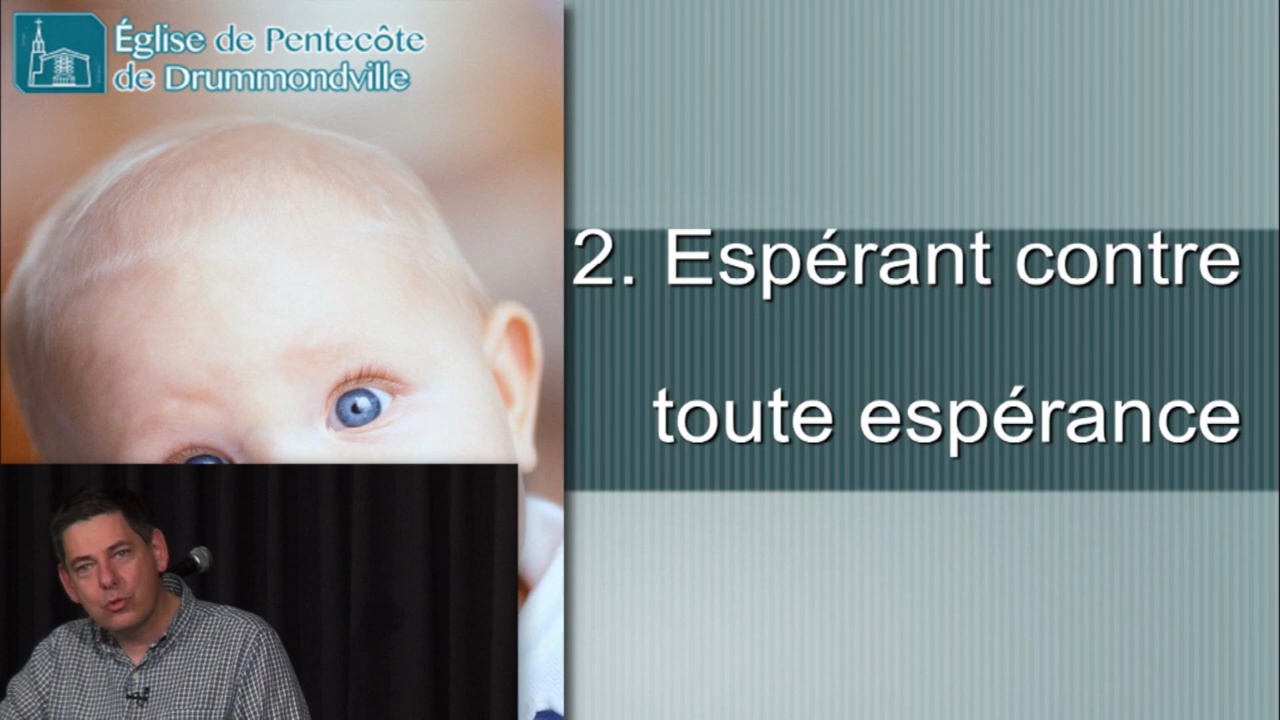 Église de Pentecôte
de Drummondville
2. Espérant contre
toute espérance